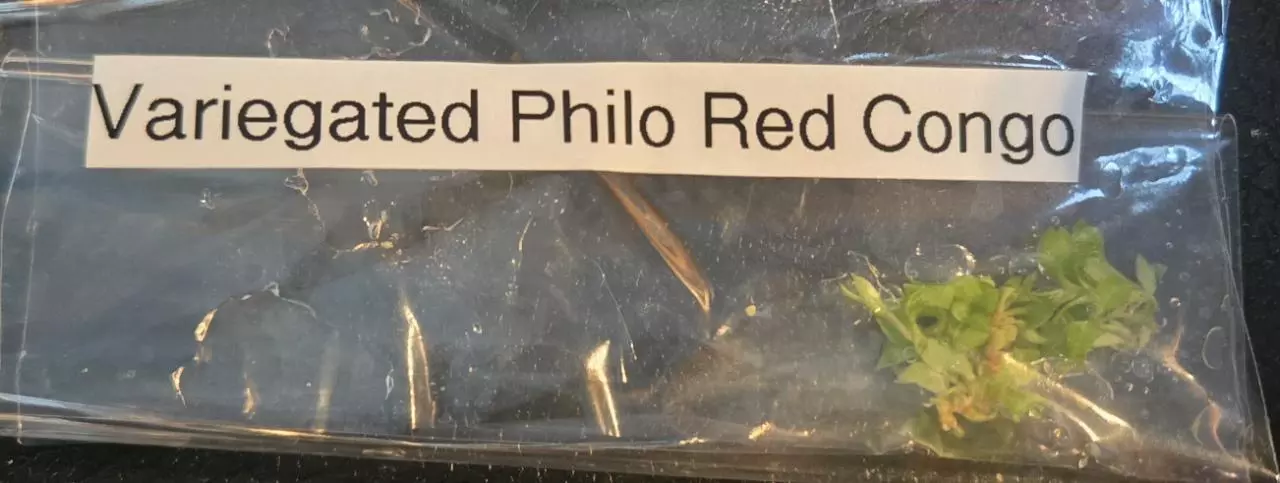 Variegated Philo Red Congo